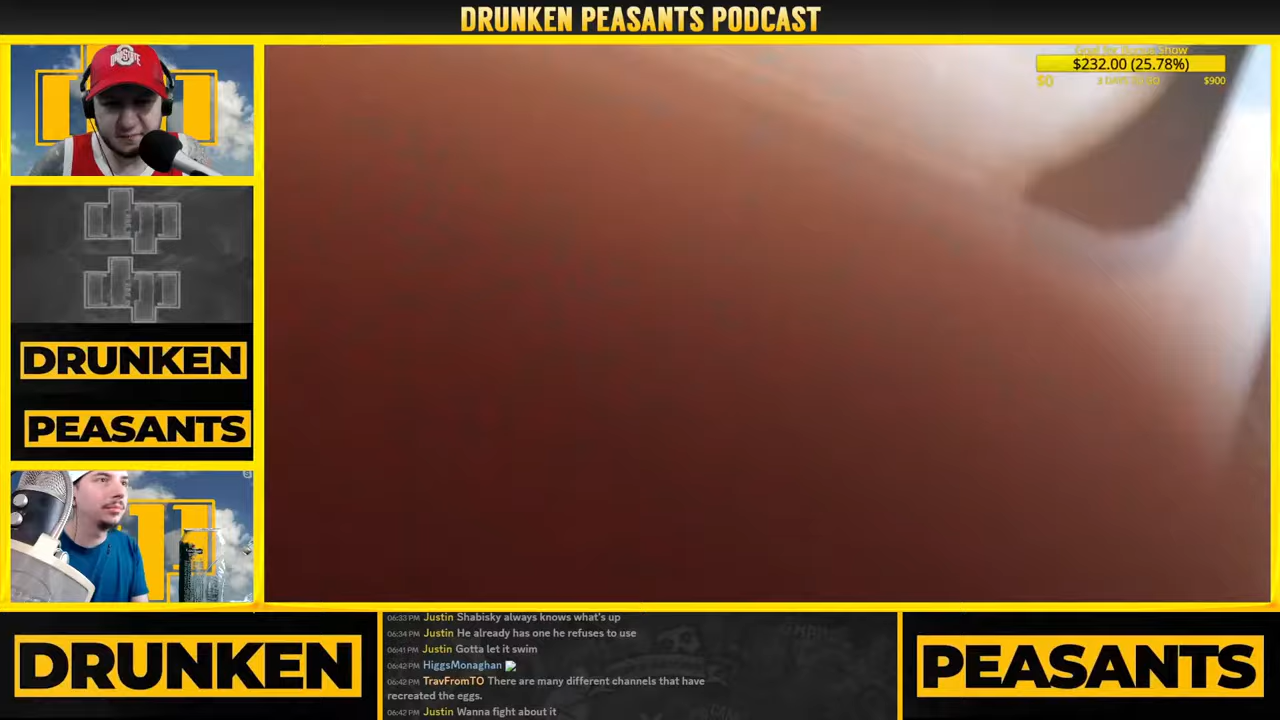 DRUNKEN PEASANTS PODCAST
Show
$232.00 (25.78%)
$0
$900
DRUNKEN
PEASANTS
06:33 PM Justin Shabisky always knows what's up
06:34 PM Justin He already has one he refuses to use
06:41 PM Justin Gotta let it swim
06:42 PM HiggsMonaghan
06:42 PM TravFromTO There are many different channels that have
recreated the eggs.
06:42 PM Justin Wanna fight about it
DRUNKEN
PEASANTS